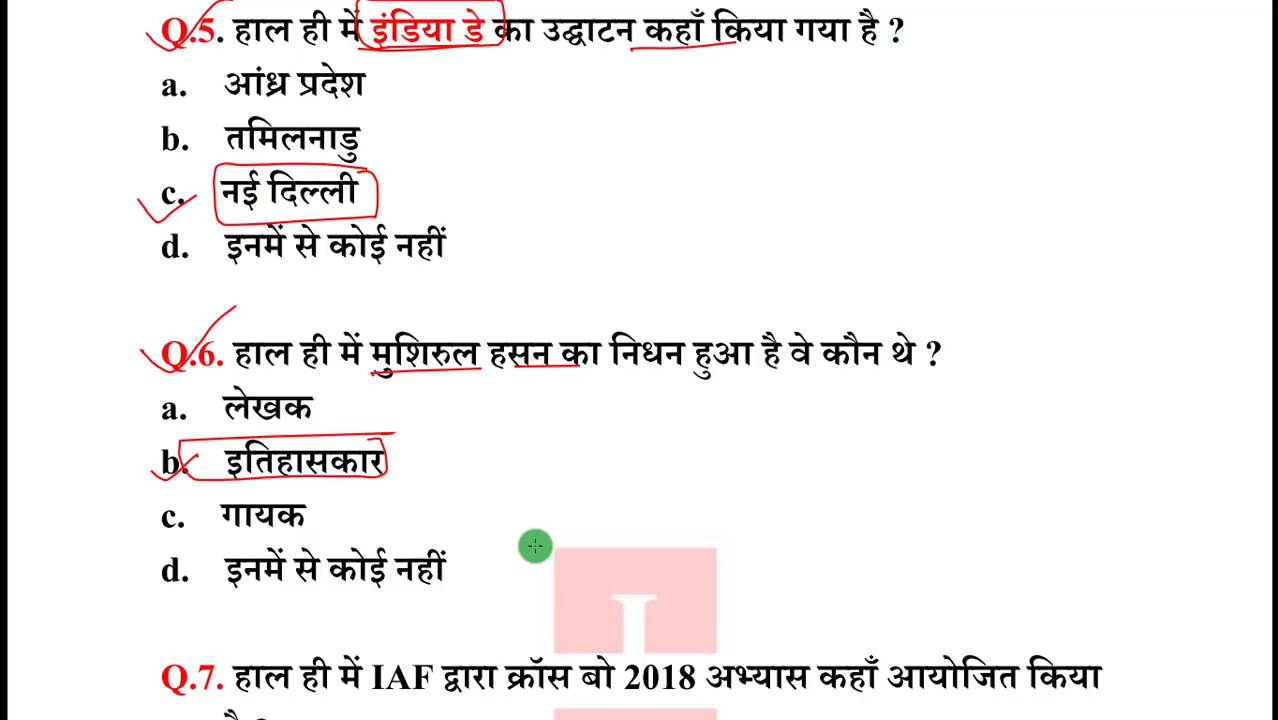 Q.5. हाल ही में इंडिया डे का उद्घाटन कहाँ किया गया है ?
a. आंध्र प्रदेश
b. तमिलनाडु
c. नई दिल्ली
d. इनमें से कोई नहीं
Q.6. हाल ही में मुशिरुल हसन का निधन हुआ है वे कौन थे ?
a. लेखक
b. इतिहासकार
c. गायक
d. इनमें से कोई नहीं
I
Q.7. हाल ही में IAF द्वारा क्रॉस बो 2018 अभ्यास कहाँ आयोजित किया